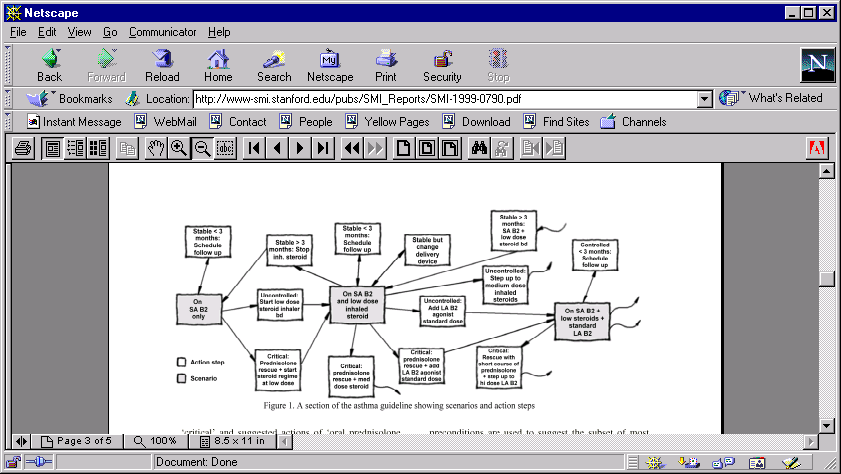 Netscape
File Edit View Go Communicator Help
Back Forward Reload Home Search Netscape Print Security Stop
My
N
Bookmarks Location: http://www-smi.stanford.edu/pubs/SMI_Reports/SMI-1999-0790.pdf What's Related
Instant Message WebMail Contact People Yellow Pages Download Find Sites Channels
abc
Stable < 3
months:
Schedule
follow up
Stable > 3
months: Stop
inh. steroid
Stable < 3
months:
Schedule
follow up
Stable but
change
delivery
device
Stable > 3
months:
SA B2 +
low dose
steroid bd
Controlled
< 3 months:
Schedule
follow up
On
SA B2
only
Uncontrolled:
Start low dose
steroid inhaler
bd
On SA B2
and low dose
inhaled
steroid
Uncontrolled:
Step up to
medium dose
inhaled
steroids
Uncontrolled:
Add LA B2
agonist
standard dose
On SA B2 +
low steroids +
standard
LA B2
Critical:
Prednisolone
rescue + start
steroid regime
at low dose
Critical:
prednisolone
rescue + med
dose steroid
Critical:
prednisolone
rescue + add
LA B2 agonist
standard dose
Critical:
Rescue with
short course of
prednisolone
+ step up to
hi dose LA B2
Action step
Scenario
Figure 1. A section of the asthma guideline showing scenarios and action steps
'critical' and suggested actions of 'oral prednisolone
preconditions are used to suggest the subset of most
Page 3 of 5 100% 8.5 x 11 in
Document: Done